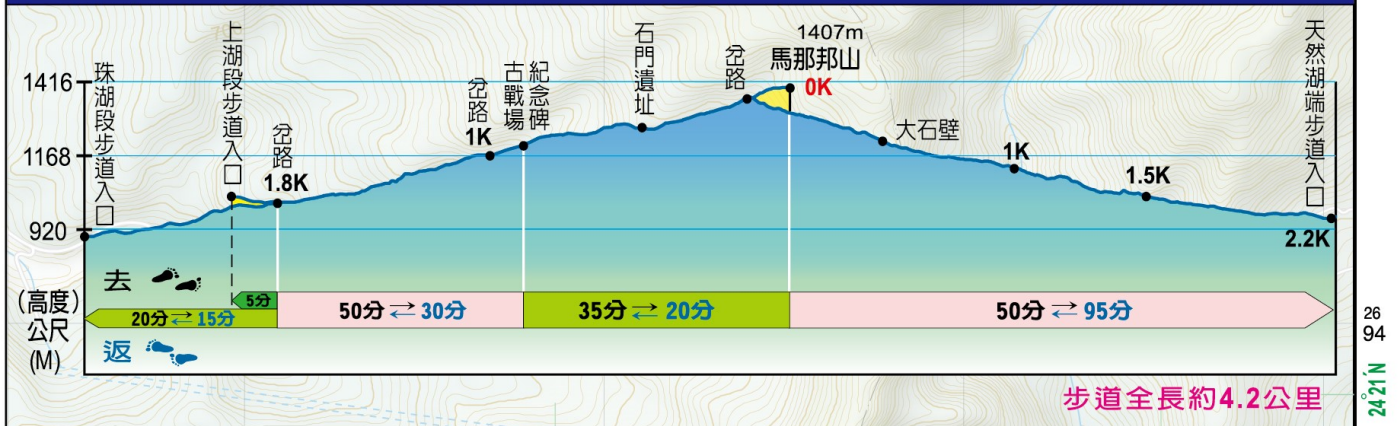 珠湖段步道入口
上湖段步道入口
分路
1.8K
岔路
1K
古戰場
紀念碑
石門遺址
岔路
1407m
馬那邦山
0K
大石壁
1K
1.5K
天然湖端步道入口
2.2K
1416
1168
920
(高度)
公尺
(M)
去
返
5分
20分⇄15分
50分⇄30分
35分⇄20分
50分⇄95分
步道全長約4.2公里
26
94
24°21'N